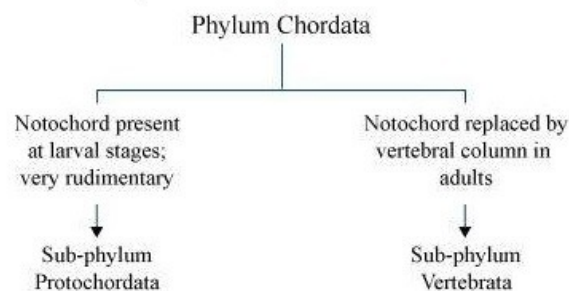 Phylum Chordata
Notochord present
at larval stages;
very rudimentary
Sub-phylum
Protochordata
Notochord replaced by
vertebral column in
adults
Sub-phylum
Vertebrata